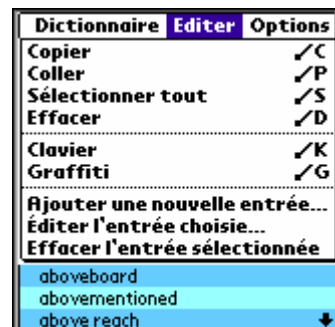 Dictionnaire Editer Options
Copier /C
Coller /P
Sélectionner tout /S
Effacer /D
Clavier /K
Graffiti /G
Ajouter une nouvelle entrée...
Éditer l'entrée choisie...
Effacer l'entrée sélectionnée
aboveboard
abovementioned
above reach